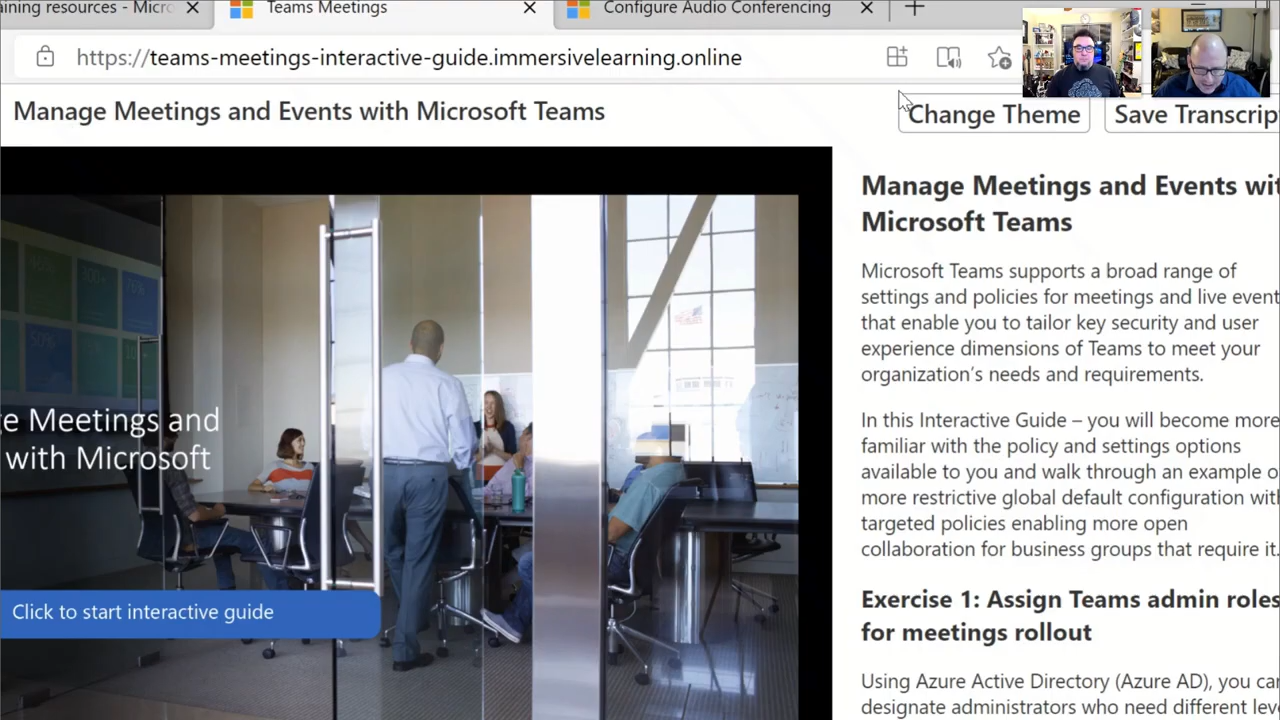 ining resources - Micr
Teams Meetings
Configure Audio Conferencing
https://teams-meetings-interactive-guide.immersivelearning.online
Manage Meetings and Events with Microsoft Teams
Change Theme
Save Transcrip
ge Meetings and
with Microsoft
Click to start interactive guide
Manage Meetings and Events wit
Microsoft Teams
Microsoft Teams supports a broad range of
settings and policies for meetings and live event
that enable you to tailor key security and user
experience dimensions of Teams to meet your
organization's needs and requirements.
In this Interactive Guide – you will become more
familiar with the policy and settings options
available to you and walk through an example o
more restrictive global default configuration with
targeted policies enabling more open
collaboration for business groups that require it.
Exercise 1: Assign Teams admin roles
for meetings rollout
Using Azure Active Directory (Azure AD), you can
designate administrators who need different leve